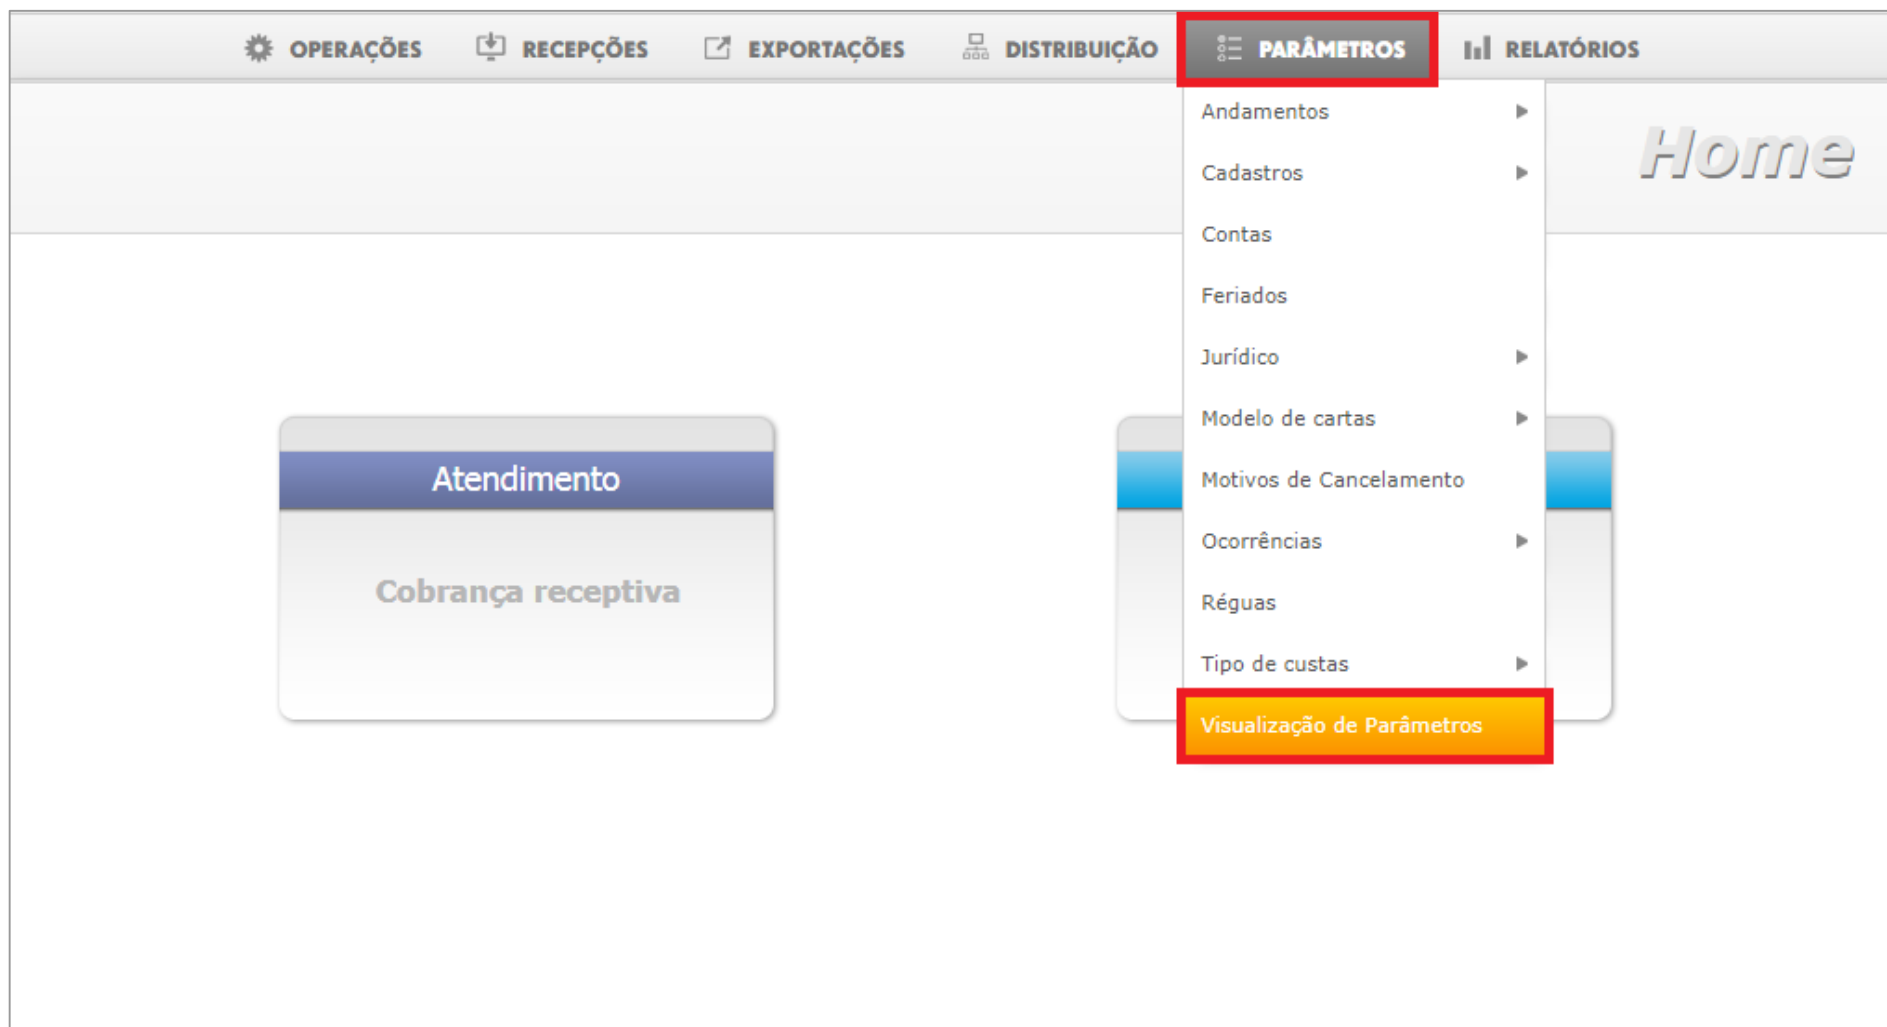 OPERAÇÕES RECEPÇÕES EXPORTAÇÕES DISTRIBUIÇÃO PARÂMETROS RELATÓRIOS
Home
Andamentos
Cadastros
Contas
Feriados
Jurídico
Modelo de cartas
Motivos de Cancelamento
Ocorrências
Réguas
Tipo de custas
Visualização de Parâmetros
Atendimento
Cobrança receptiva